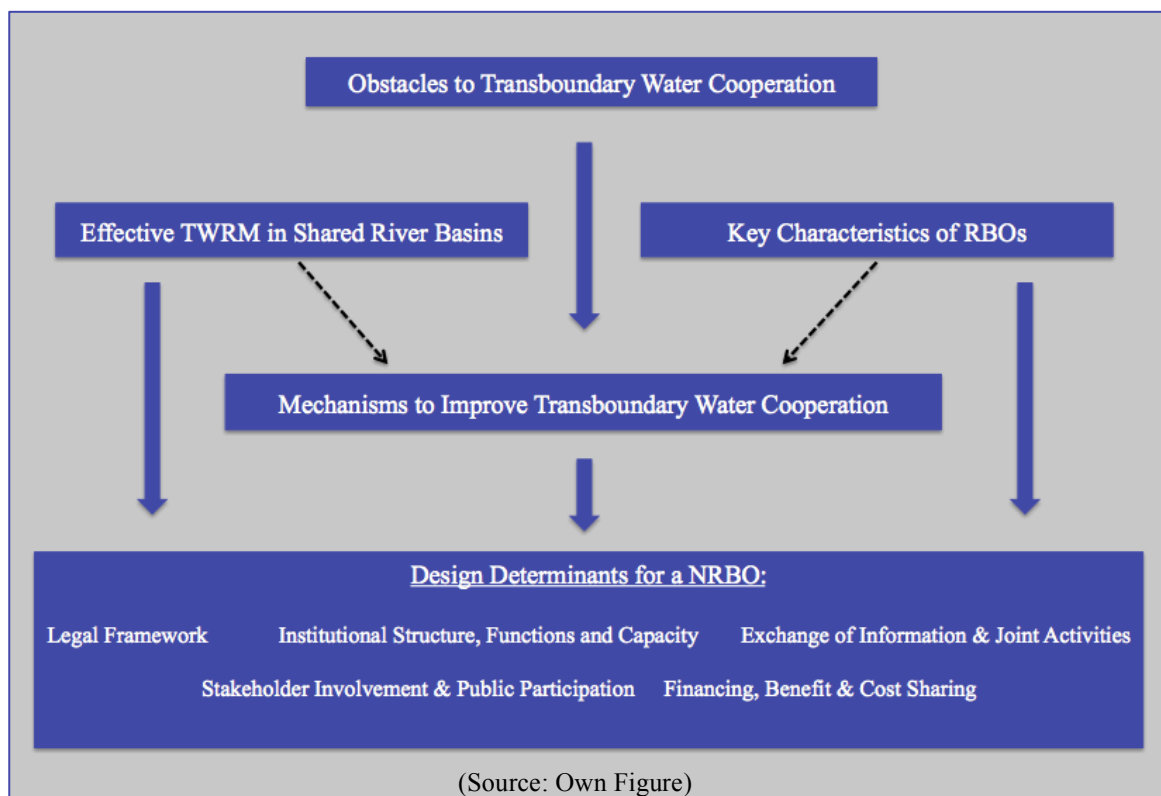 Obstacles to Transboundary Water Cooperation
Effective TWRM in Shared River Basins
Key Characteristics of RBOs
Mechanisms to Improve Transboundary Water Cooperation
Design Determinants for a NRBO:
Legal Framework Institutional Structure, Functions and Capacity Exchange of Information & Joint Activities
Stakeholder Involvement & Public Participation Financing, Benefit & Cost Sharing
(Source: Own Figure)